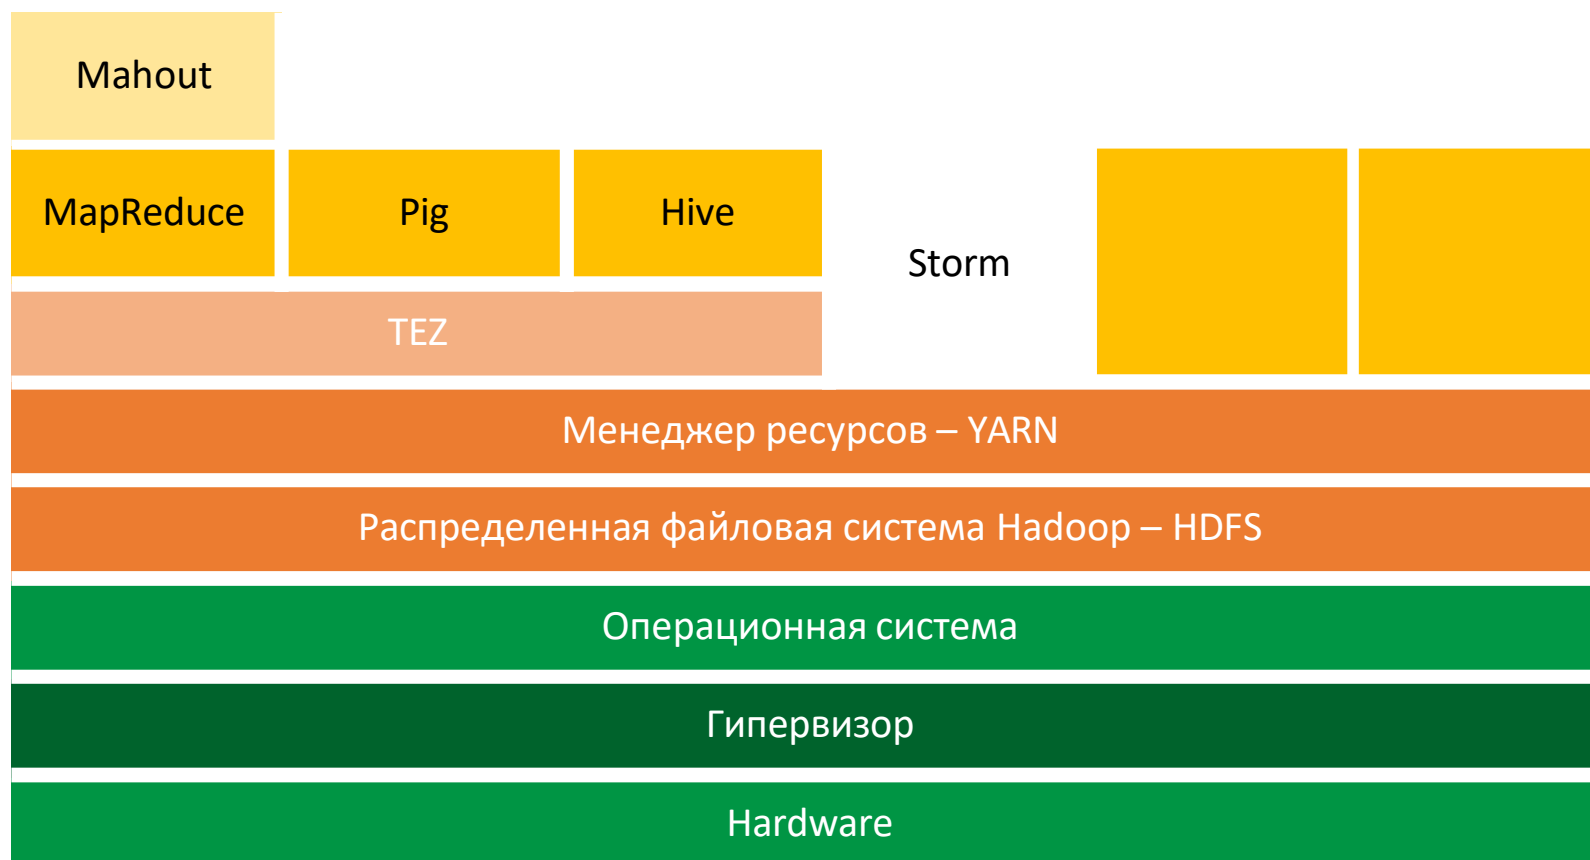 Mahout
MapReduce
Pig
Hive
Storm
TEZ
Менеджер ресурсов – YARN
Распределенная файловая система Hadoop – HDFS
Операционная система
Гипервизор
Hardware